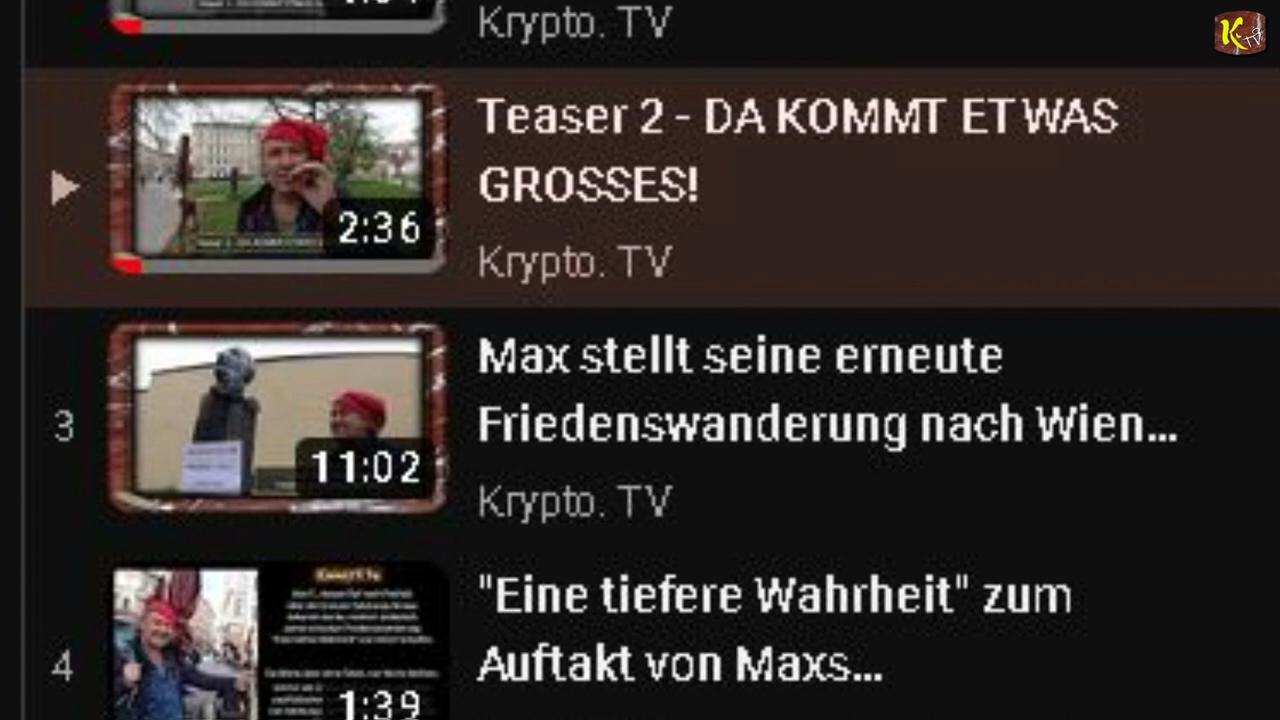 Krypto. TV
K TV
Teaser 2 - DA KOMMT ETWAS
GROSSES!
2:36
Krypto. TV
3
Max stellt seine erneute
Friedenswanderung nach Wien...
11:02
Krypto. TV
4
"Eine tiefere Wahrheit" zum
Auftakt von Maxs...
1:39